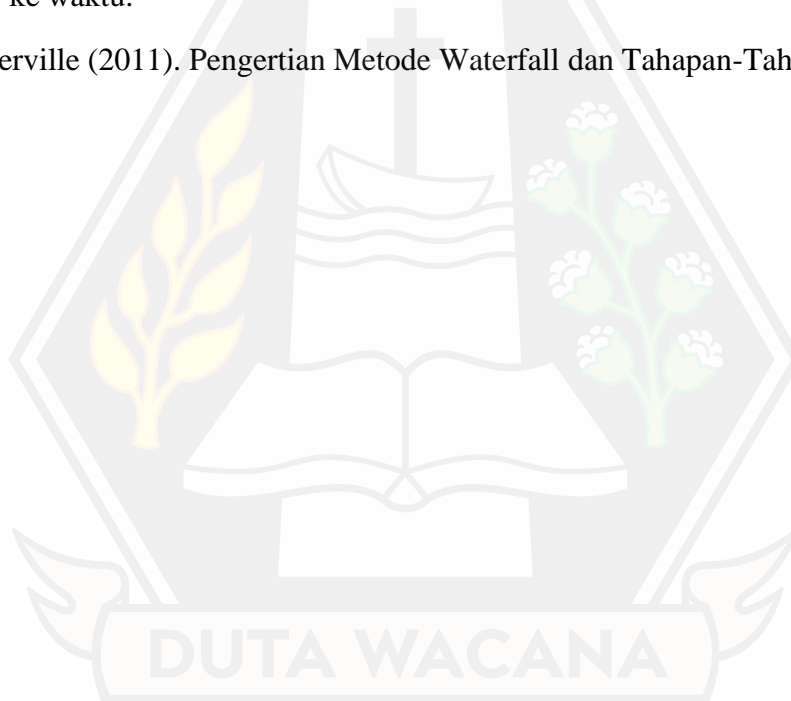 ke waktu.
erville (2011). Pengertian Metode Waterfall dan Tahapan-Tah
DUTA WACANA